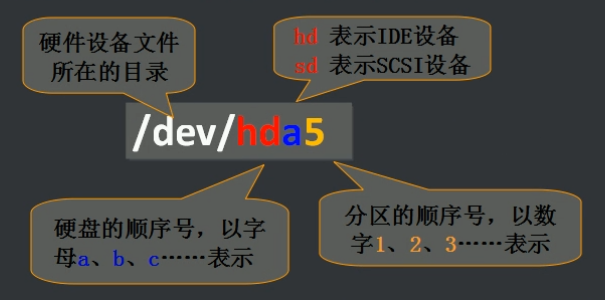 硬件设备文件
所在的目录
hd 表示IDE设备
sd 表示SCSI设备
/dev/hda5
硬盘的顺序号，以字
母a、b、c……表示
分区的顺序号，以数
字1、2、3……表示